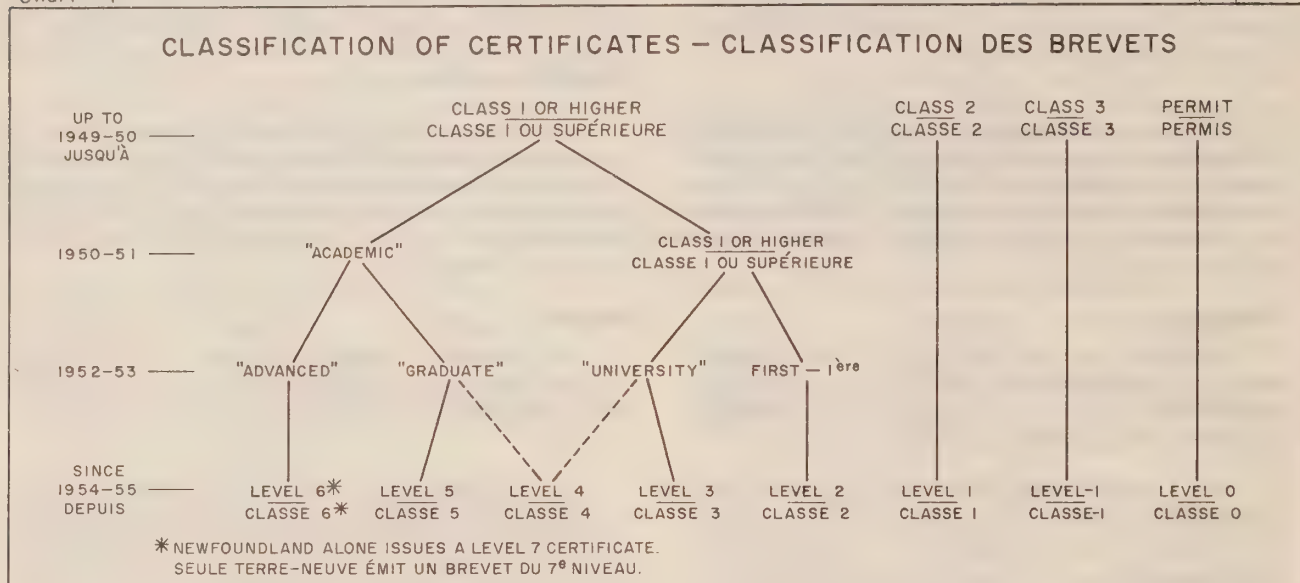 CLASSIFICATION OF CERTIFICATES – CLASSIFICATION DES BREVETS
UP TO
1949-50
JUSQU'À
CLASS I OR HIGHER
CLASSE I OU SUPÉRIEURE
CLASS 2
CLASSE 2
CLASS 3
CLASSE 3
PERMIT
PERMIS
1950-51
"ACADEMIC"
CLASS I OR HIGHER
CLASSE I OU SUPÉRIEURE
1952-53
"ADVANCED"
"GRADUATE"
"UNIVERSITY"
FIRST – 1ère
SINCE
1954-55
DEPUIS
LEVEL 6*
CLASSE 6*
LEVEL 5
CLASSE 5
LEVEL 4
CLASSE 4
LEVEL 3
CLASSE 3
LEVEL 2
CLASSE 2
LEVEL 1
CLASSE 1
LEVEL-1
CLASSE-1
LEVEL 0
CLASSE 0
* NEWFOUNDLAND ALONE ISSUES A LEVEL 7 CERTIFICATE.
SEULE TERRE-NEUVE ÉMIT UN BREVET DU 7e NIVEAU.